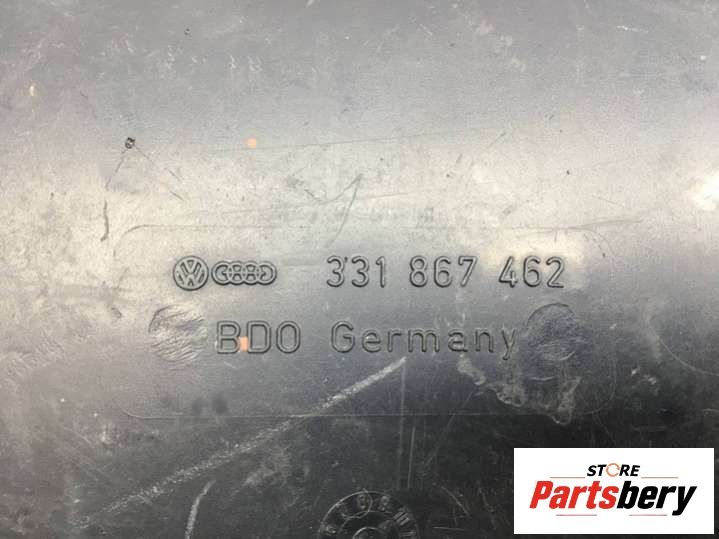 331 867 462
BDO Germany
STORE
Partsbery